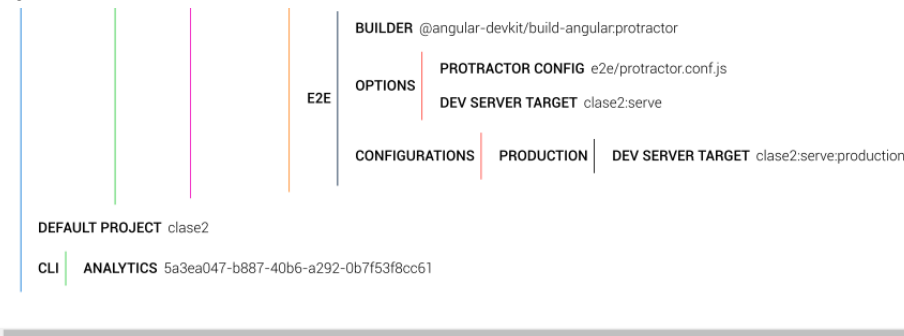 BUILDER @angular-devkit/build-angular:protractor
PROTRACTOR CONFIG e2e/protractor.conf.js
OPTIONS
DEV SERVER TARGET clase2:serve
E2E
CONFIGURATIONS PRODUCTION DEV SERVER TARGET clase2:serve:production
DEFAULT PROJECT clase2
CLI ANALYTICS 5a3ea047-b887-40b6-a292-0b7f53f8cc61